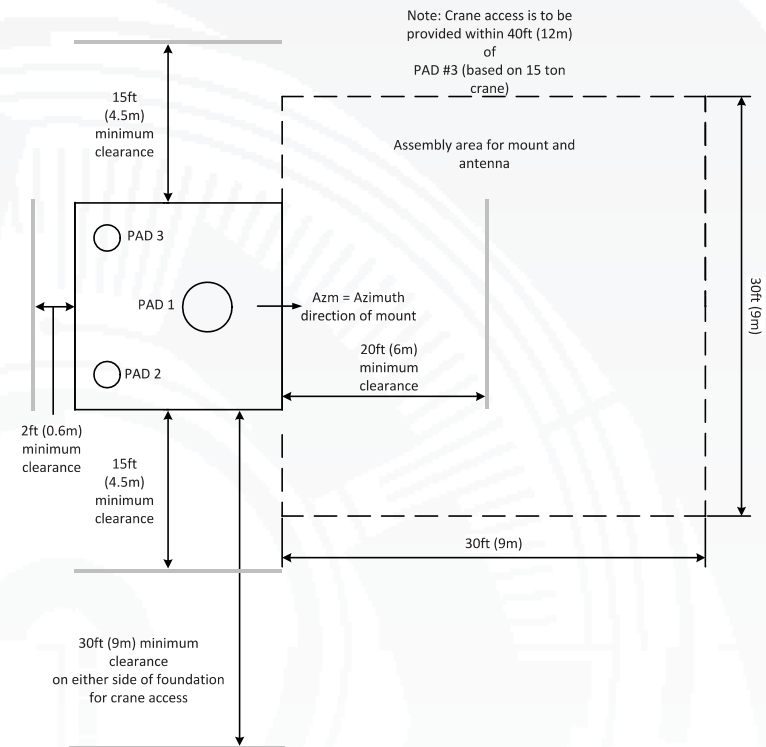 Note: Crane access is to be
provided within 40ft (12m)
of
PAD #3 (based on 15 ton
crane)
15ft
(4.5m)
minimum
clearance
Assembly area for mount and
antenna
PAD 3
PAD 1
Azm = Azimuth
direction of mount
30ft (9m)
20ft (6m)
minimum
clearance
PAD 2
2ft (0.6m)
minimum
clearance
15ft
(4.5m)
minimum
clearance
30ft (9m)
30ft (9m) minimum
clearance
on either side of foundation
for crane access